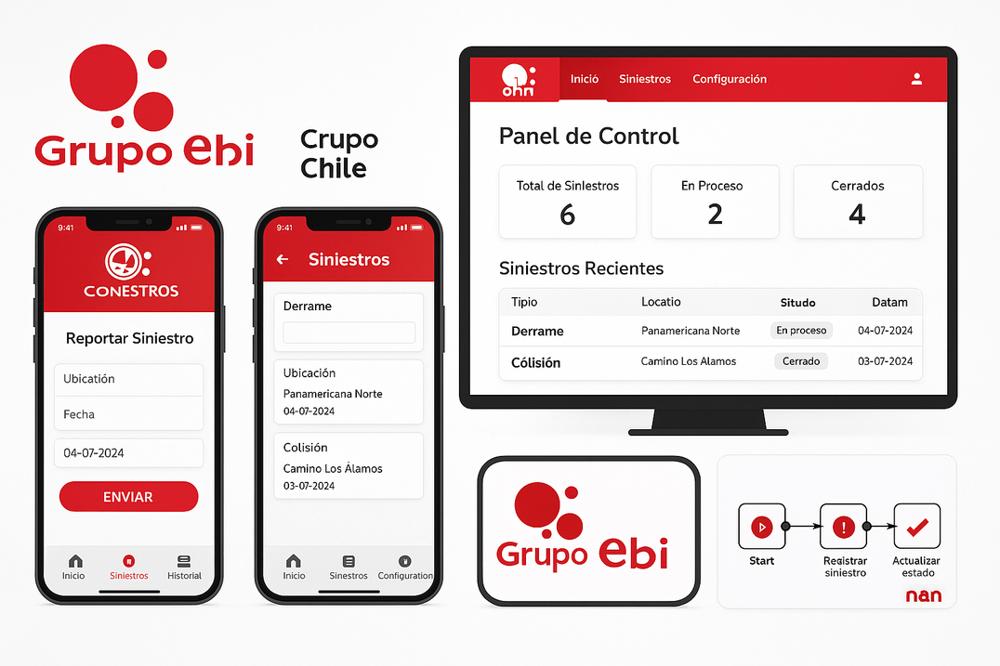 Grupo ebi
Crupo
Chile
9:41
CONESTROS
Reportar Siniestro
Ubicatión
Fecha
04-07-2024
ENVIAR
Inicio
Siniestros
Historial
9:41
Siniestros
Derrame
Ubicación
Panamericana Norte
04-07-2024
Colisión
Camino Los Álamos
03-07-2024
Inicio
Sinestros
Configuration
ohn
Inició
Siniestros
Configuración
Panel de Control
Total de Siniestros
6
En Proceso
2
Cerrados
4
Siniestros Recientes
Tipio Locatio Situdo Datam
Derrame Panamericana Norte En proceso 04-07-2024
Cólisión Camino Los Alamos Cerrado 03-07-2024
Grupo ebi
Start
Registrar
siniestro
Actualizar
estado
nan